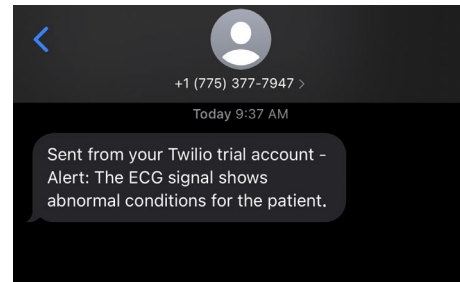 +1 (775) 377-7947 >
Today 9:37 AM
Sent from your Twilio trial account -
Alert: The ECG signal shows
abnormal conditions for the patient.